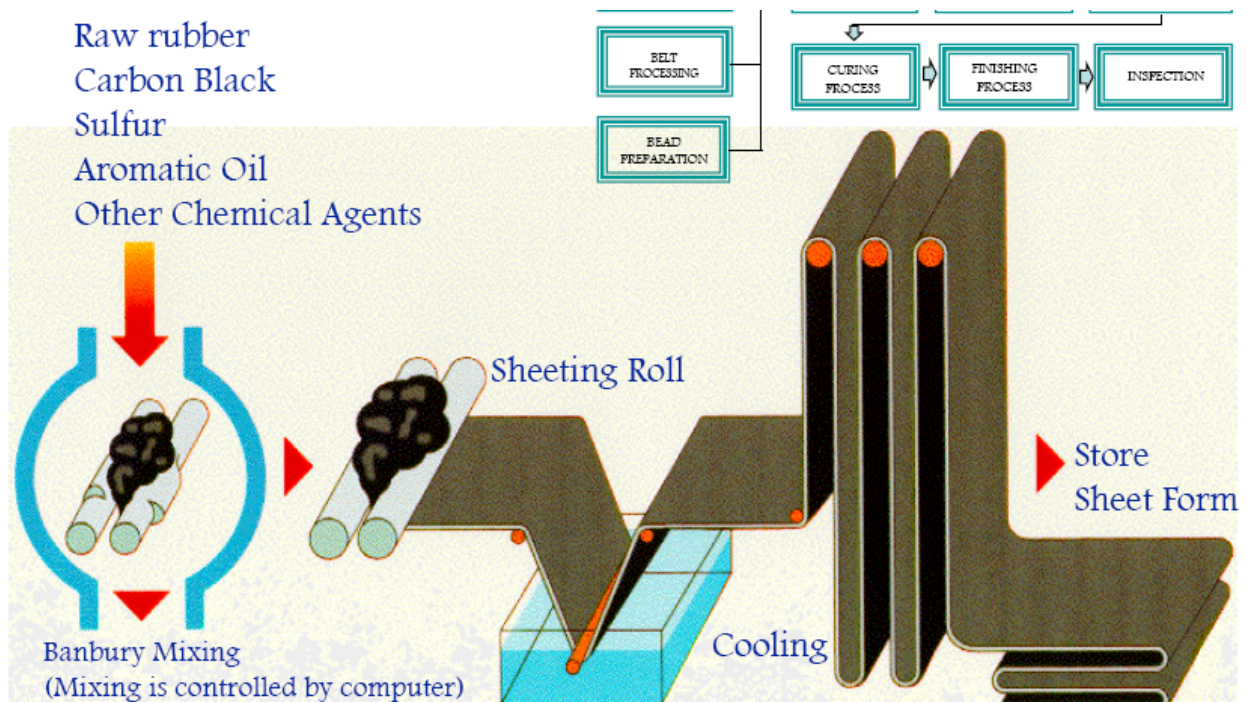 Raw rubber
Carbon Black
Sulfur
Aromatic Oil
Other Chemical Agents
BELT
PROCESSING
BEAD
PREPARATION
CURING
PROCESS
FINISHING
PROCESS
INSPECTION
Sheeting Roll
Store
Sheet Form
Cooling
Banbury Mixing
(Mixing is controlled by computer)